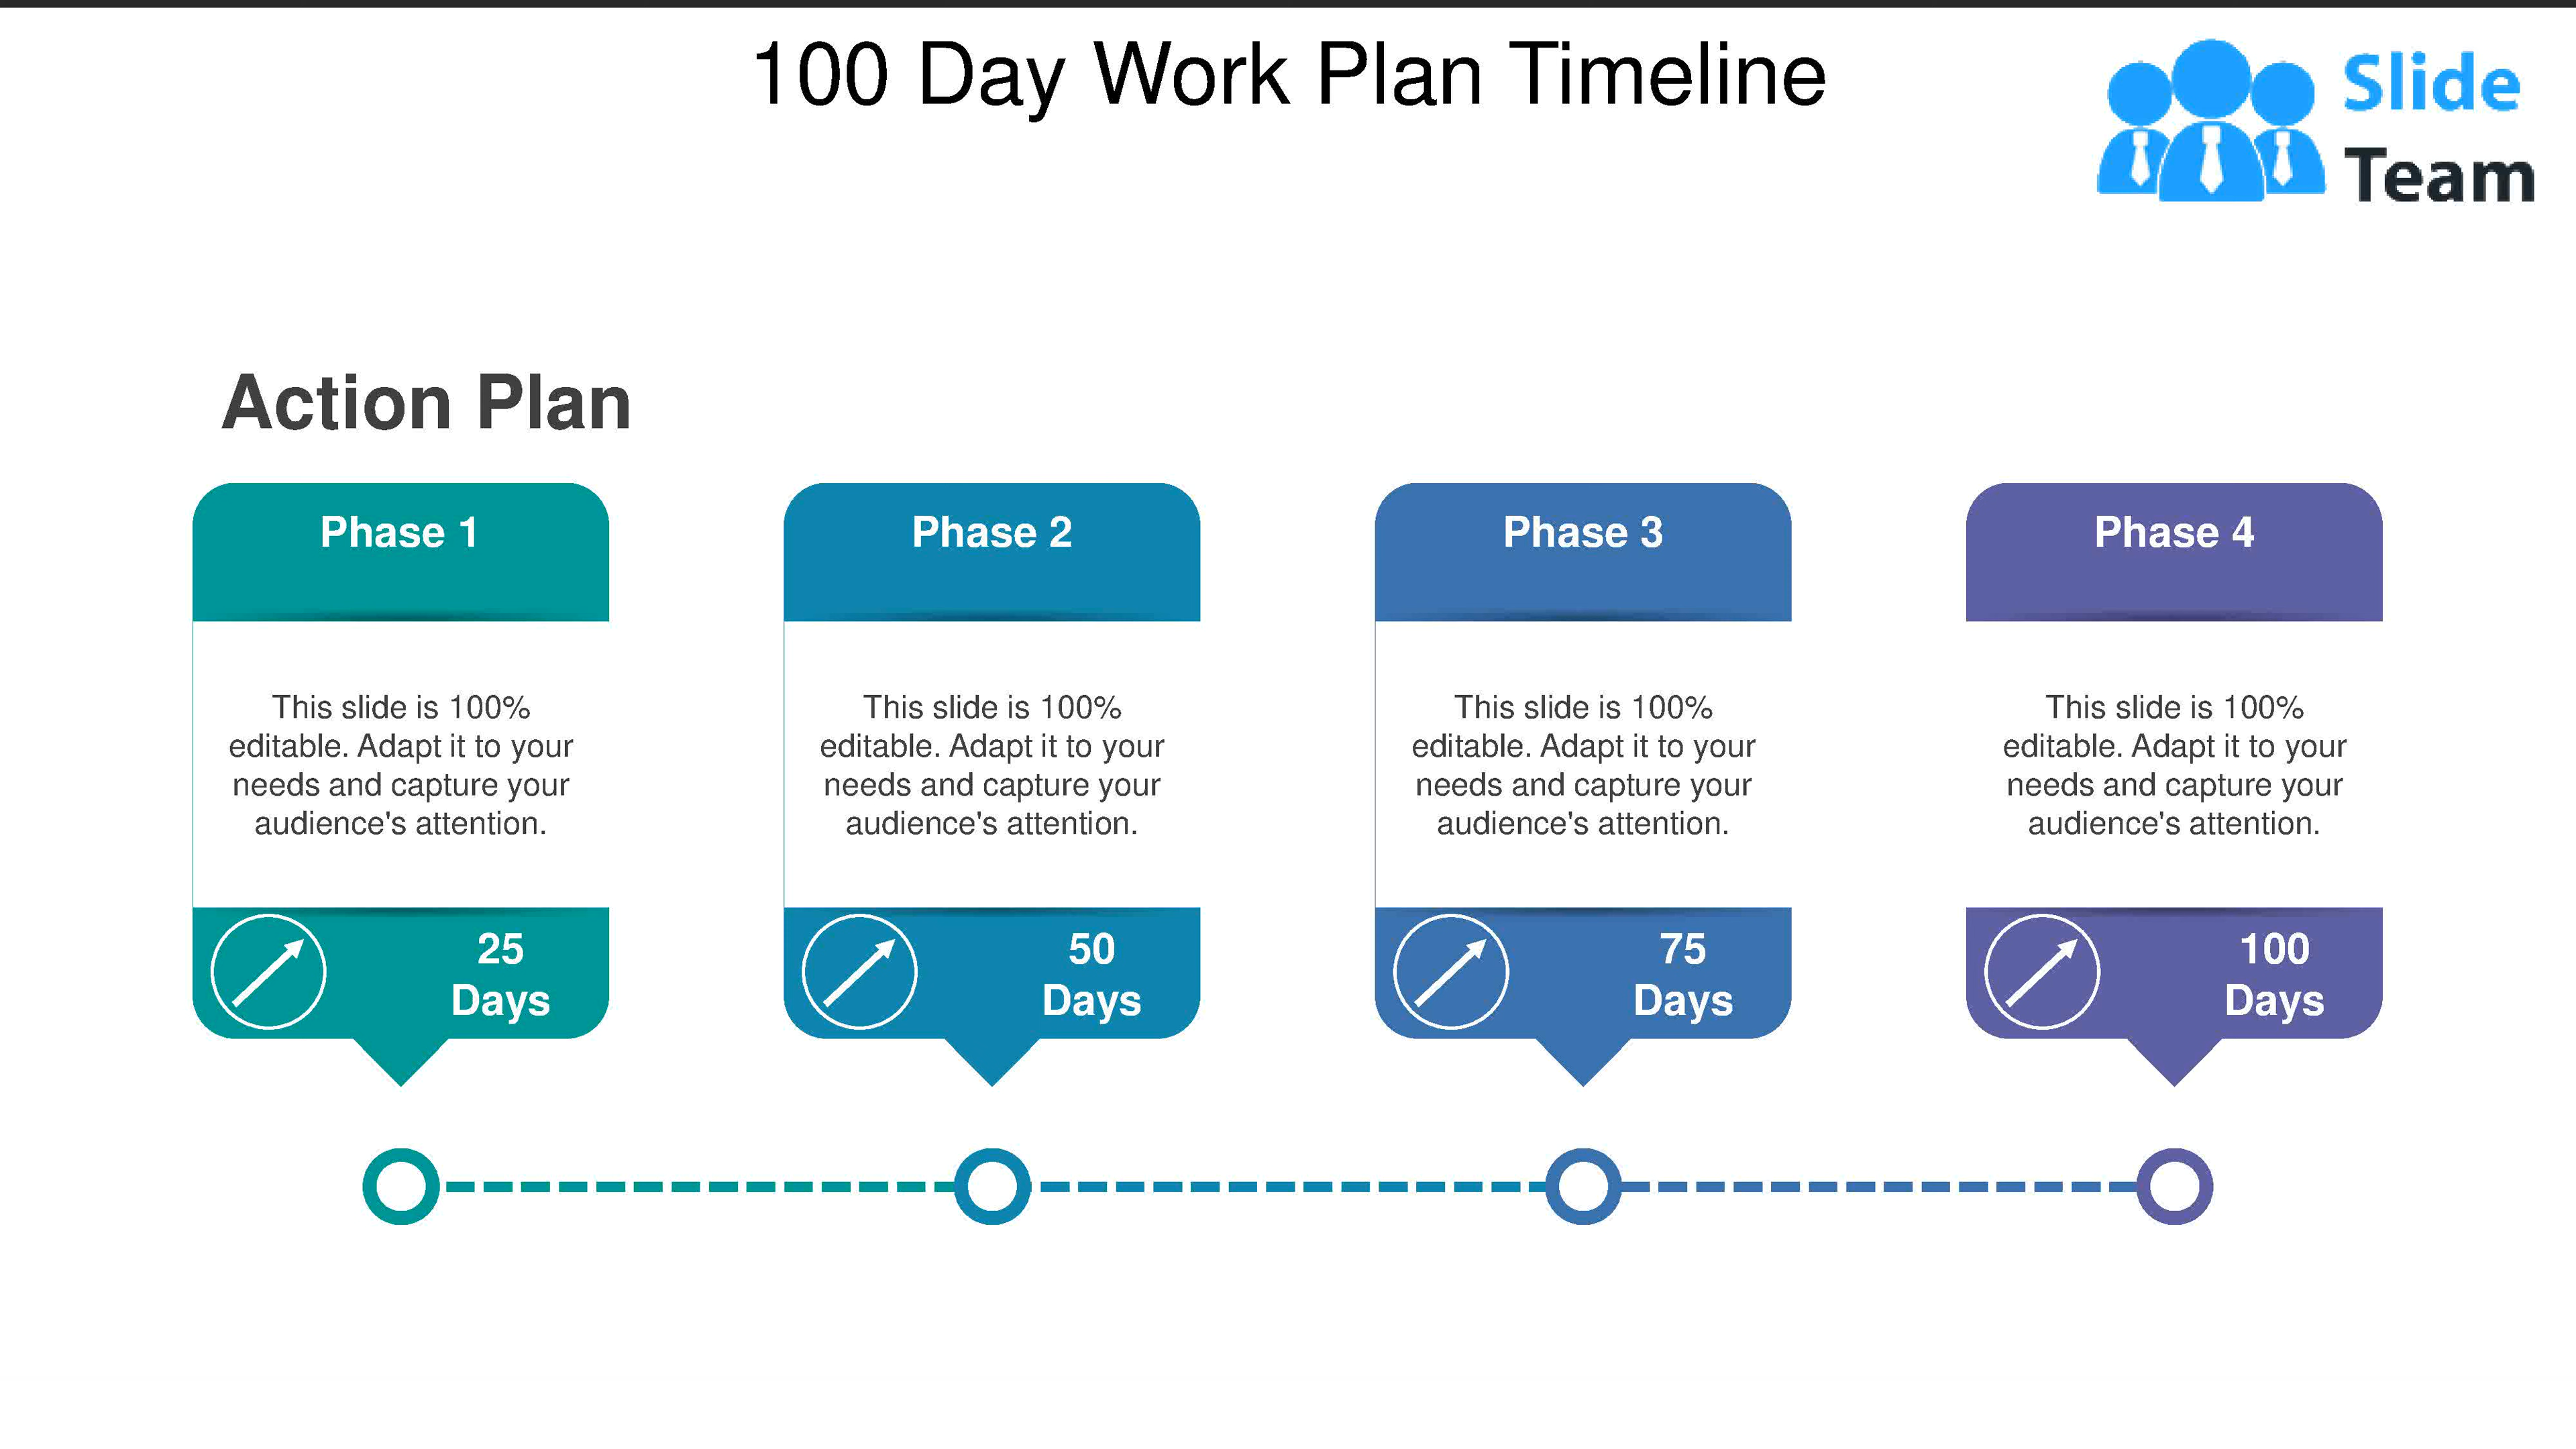 100 Day Work Plan Timeline
Slide
Team
Action Plan
Phase 1
This slide is 100%
editable. Adapt it to your
needs and capture your
audience's attention.
25
Days
Phase 2
This slide is 100%
editable. Adapt it to your
needs and capture your
audience's attention.
50
Days
Phase 3
This slide is 100%
editable. Adapt it to your
needs and capture your
audience's attention.
75
Days
Phase 4
This slide is 100%
editable. Adapt it to your
needs and capture your
audience's attention.
100
Days